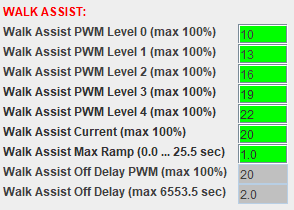 WALK ASSIST:
Walk Assist PWM Level 0 (max 100%) 10
Walk Assist PWM Level 1 (max 100%) 13
Walk Assist PWM Level 2 (max 100%) 16
Walk Assist PWM Level 3 (max 100%) 19
Walk Assist PWM Level 4 (max 100%) 22
Walk Assist Current (max 100%) 20
Walk Assist Max Ramp (0.0 ... 25.5 sec) 1.0
Walk Assist Off Delay PWM (max 100%) 20
Walk Assist Off Delay (max 6553.5 sec) 2.0